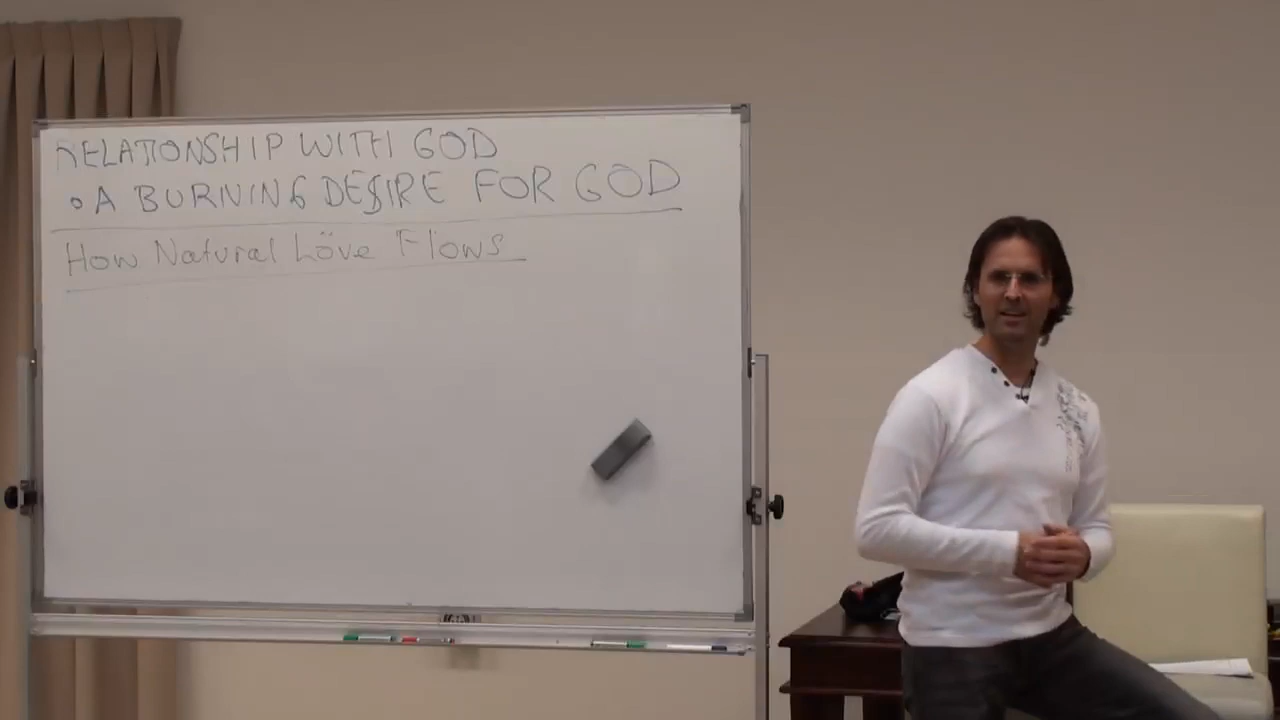 RELATIONSHIP WITH GOD
• A BURNING DESIRE FOR GOD
How Natural Löve Flows